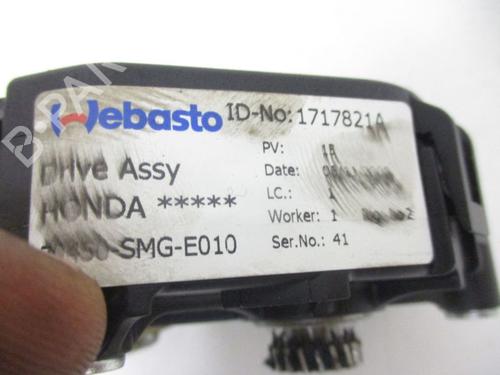 Webasto
ID-No: 1717821A
Drive Assy
HONDA *****
-SMG-E010
PV: 1R
Date:
LC.: 1
Worker: 1
Ser.No.: 41